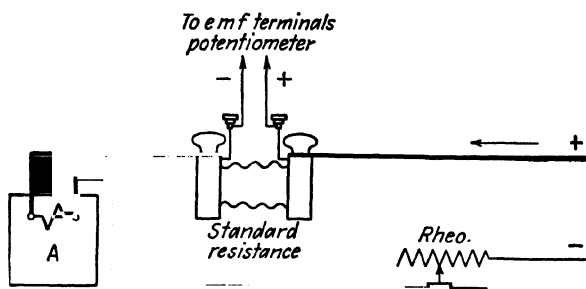 To emf terminals
potentiometer
- +
+
Standard
resistance
Rheo.
-
A